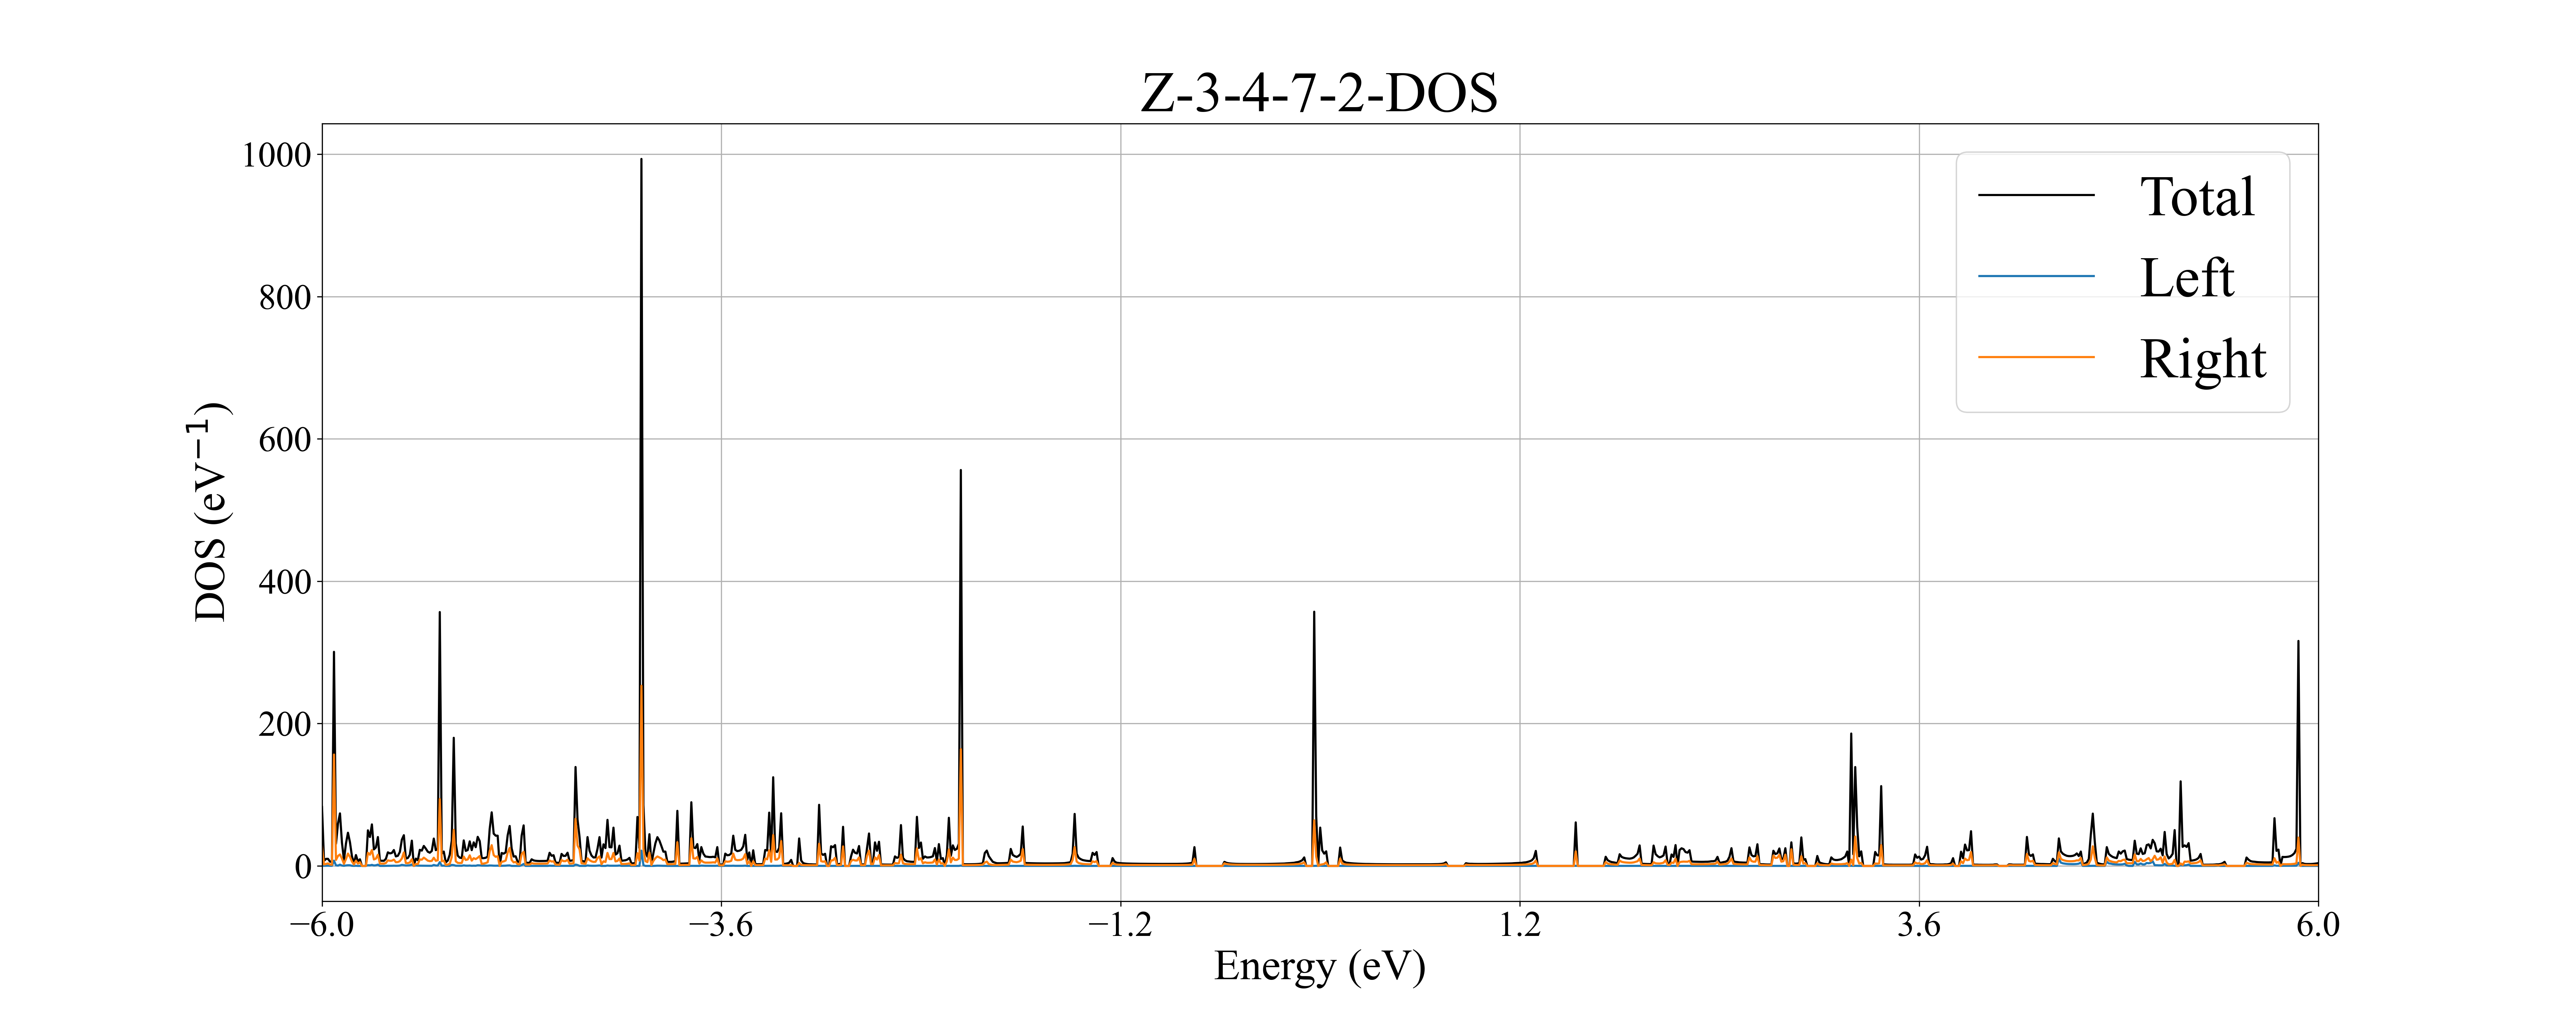 Z-3-4-7-2-DOS
1000
800
600
400
200
0
DOS (eV⁻¹)
Total
Left
Right
−6.0
−3.6
−1.2
1.2
3.6
6.0
Energy (eV)